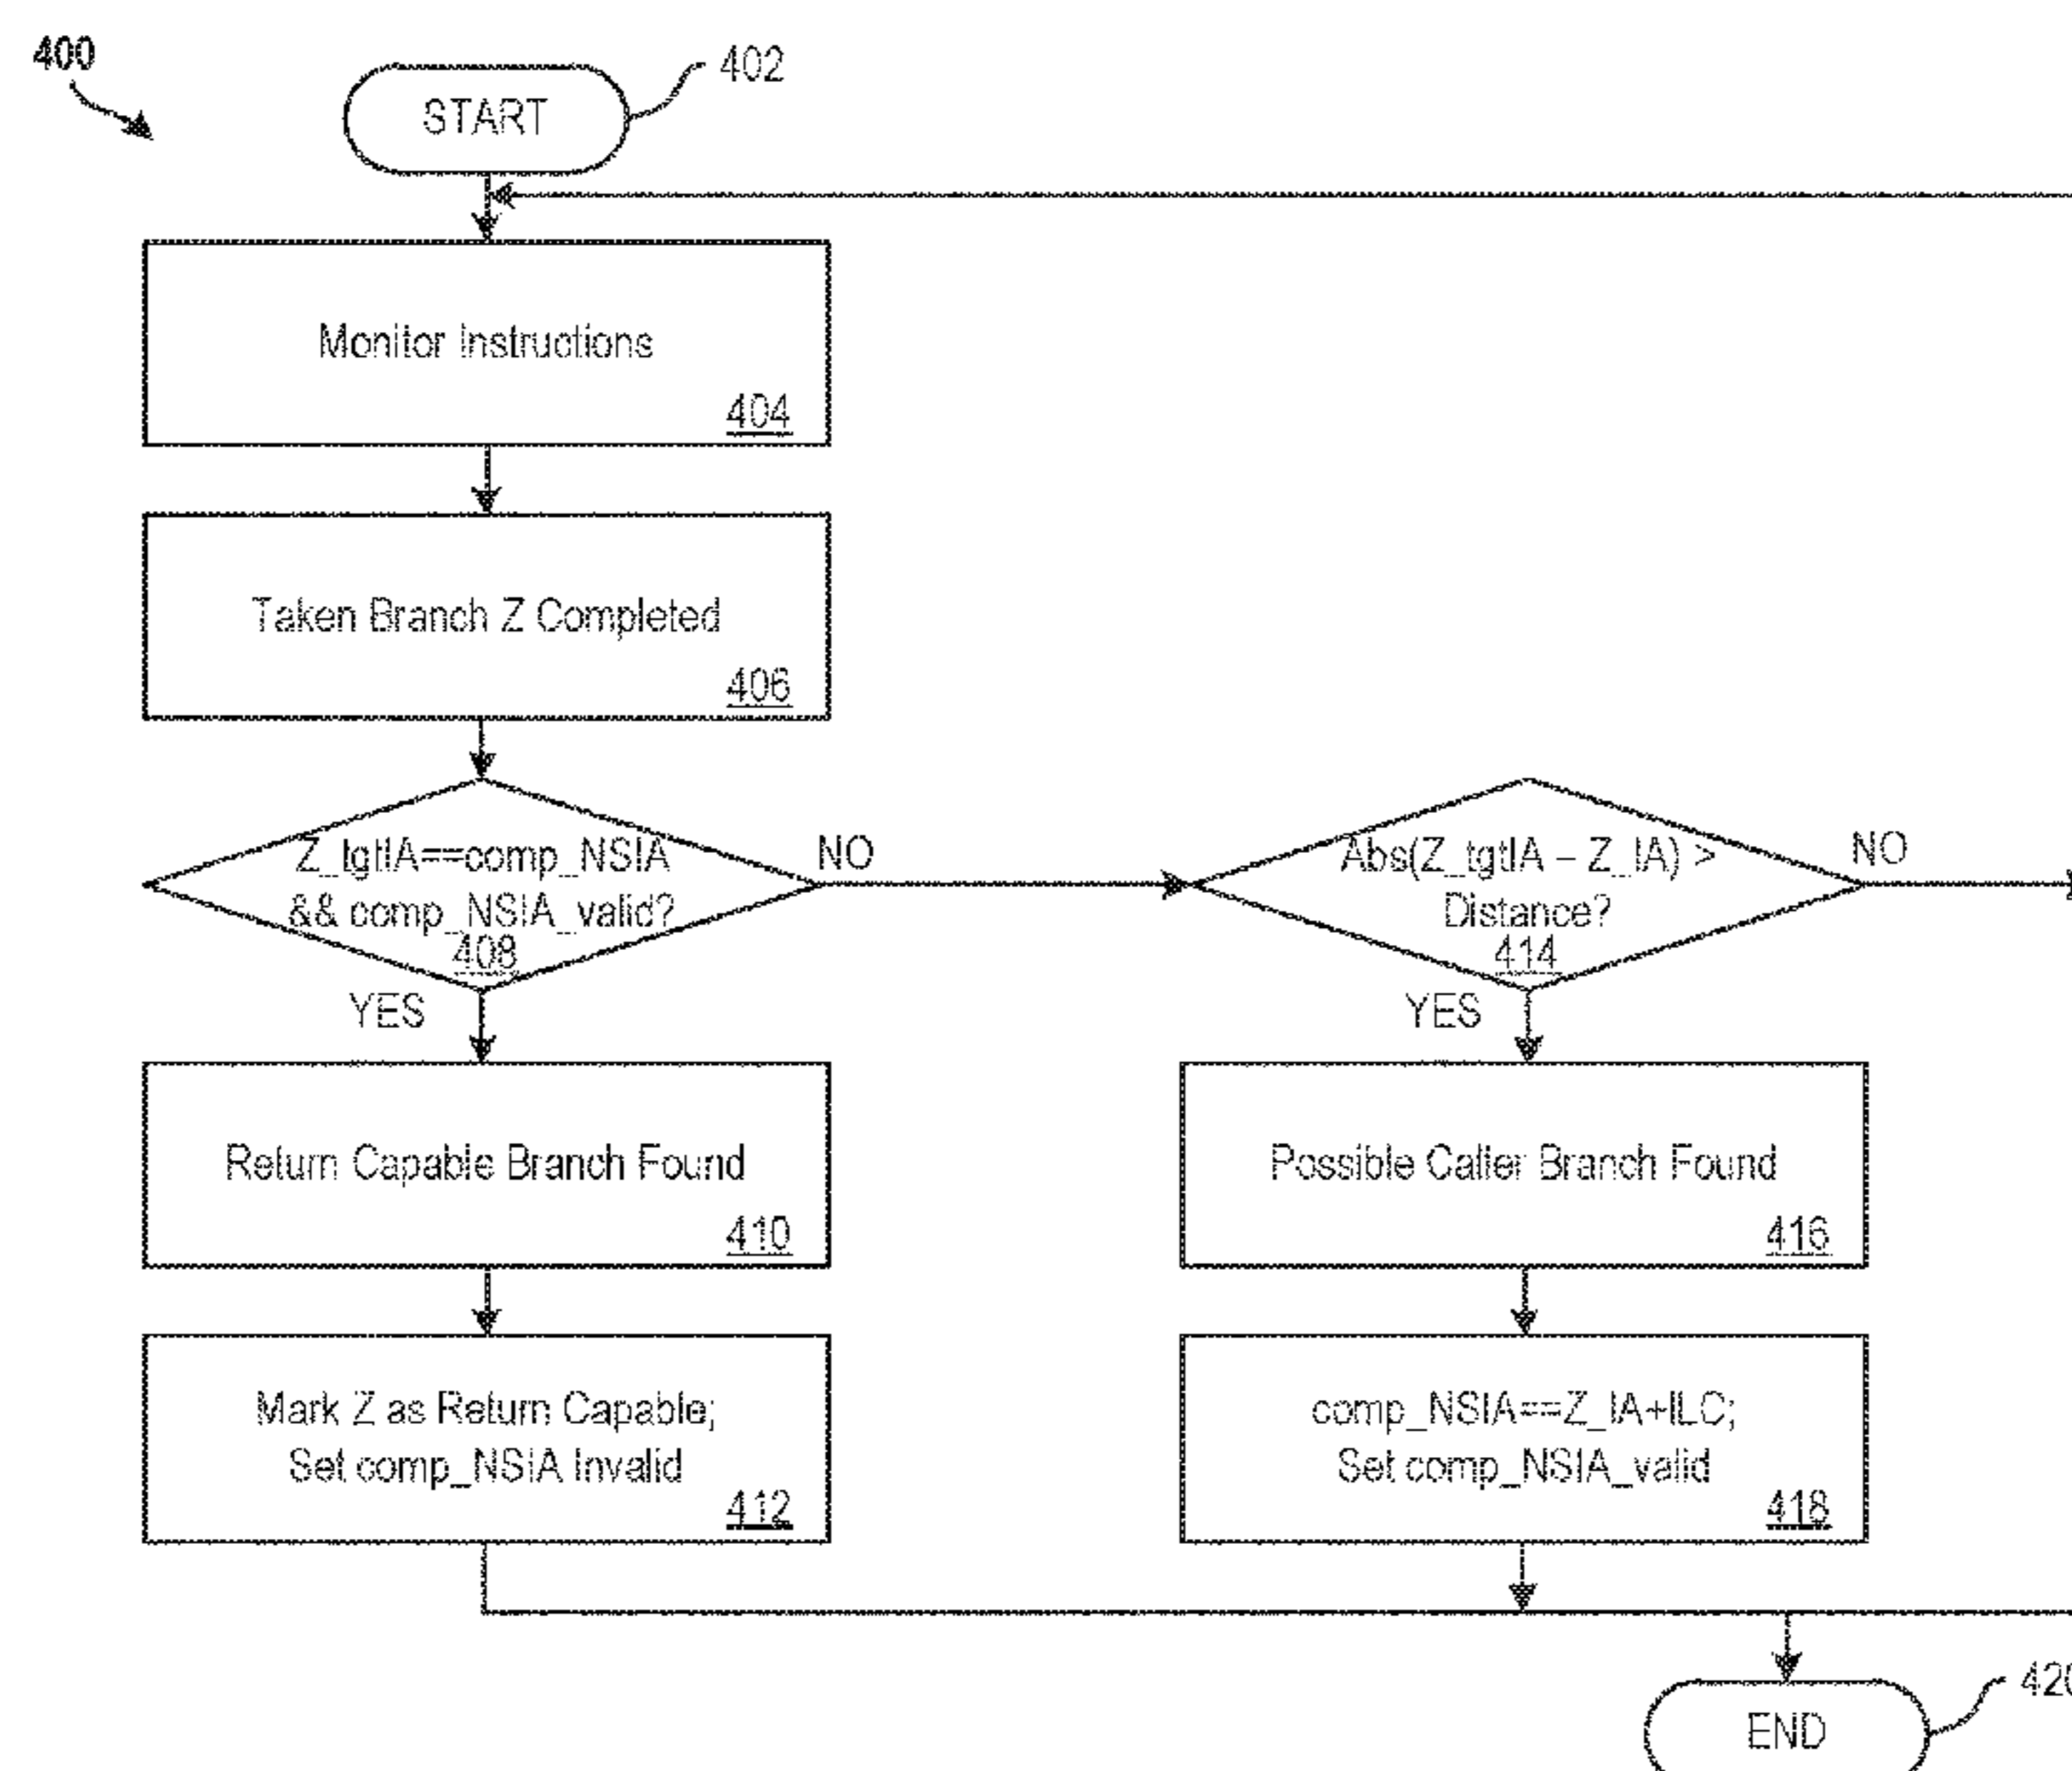 400
START
402
Monitor Instructions
404
Taken Branch Z Completed
406
Z_tgtIA==comp_NSIA
&& comp_NSIA_valid?
408
NO
YES
Abs(Z_tgtIA – Z_IA) >
Distance?
414
NO
YES
Return Capable Branch Found
410
Possible Caller Branch Found
416
Mark Z as Return Capable;
Set comp_NSIA Invalid
412
comp_NSIA==Z_IA+ILC;
Set comp_NSIA_valid
418
END